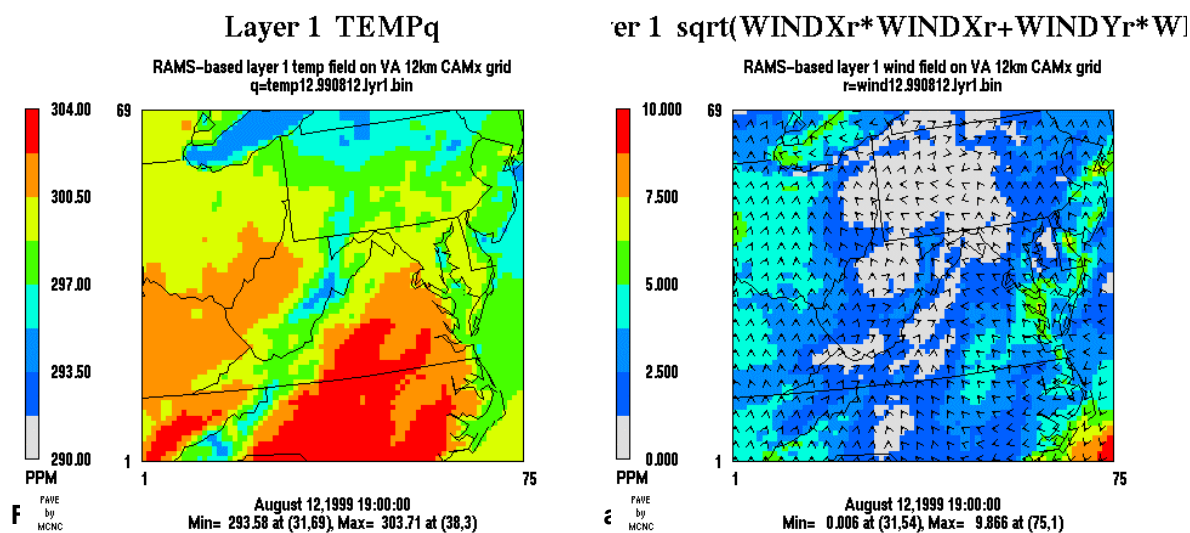 Layer 1 TEMPq
RAMS-based layer 1 temp field on VA 12km CAMx grid
q=temp12.990812.lyr1.bin
304.00
300.50
297.00
293.50
290.00
PPM
69
1
1
75
PAVE
by
MCNC
F
August 12,1999 19:00:00
Min= 293.58 at (31,69), Max= 303.71 at (38,3)
er 1 sqrt(WINDXr*WINDXr+WINDYr*WI
RAMS-based layer 1 wind field on VA 12km CAMx grid
r=wind12.990812.lyr1.bin
10.000
7.500
5.000
2.500
0.000
PPM
69
1
1
75
PAVE
by
MCNC
August 12,1999 19:00:00
Min= 0.006 at (31,54), Max= 9.866 at (75,1)